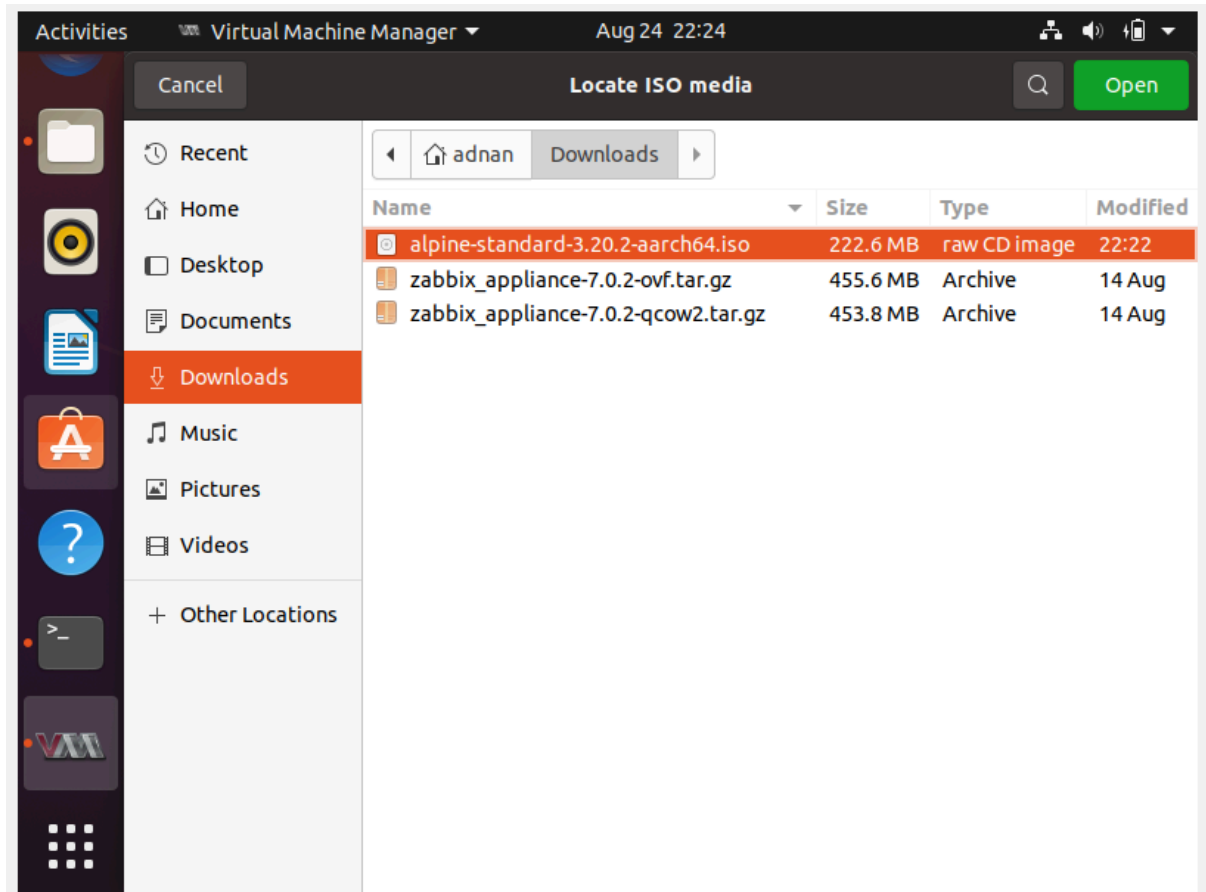 Activities Virtual Machine Manager Aug 24 22:24
Cancel Locate ISO media Open
Recent
Home
Desktop
Documents
Downloads
Music
Pictures
Videos
Other Locations
adnan Downloads
Name Size Type Modified
alpine-standard-3.20.2-aarch64.iso 222.6 MB raw CD image 22:22
zabbix_appliance-7.0.2-ovf.tar.gz 455.6 MB Archive 14 Aug
zabbix_appliance-7.0.2-qcow2.tar.gz 453.8 MB Archive 14 Aug